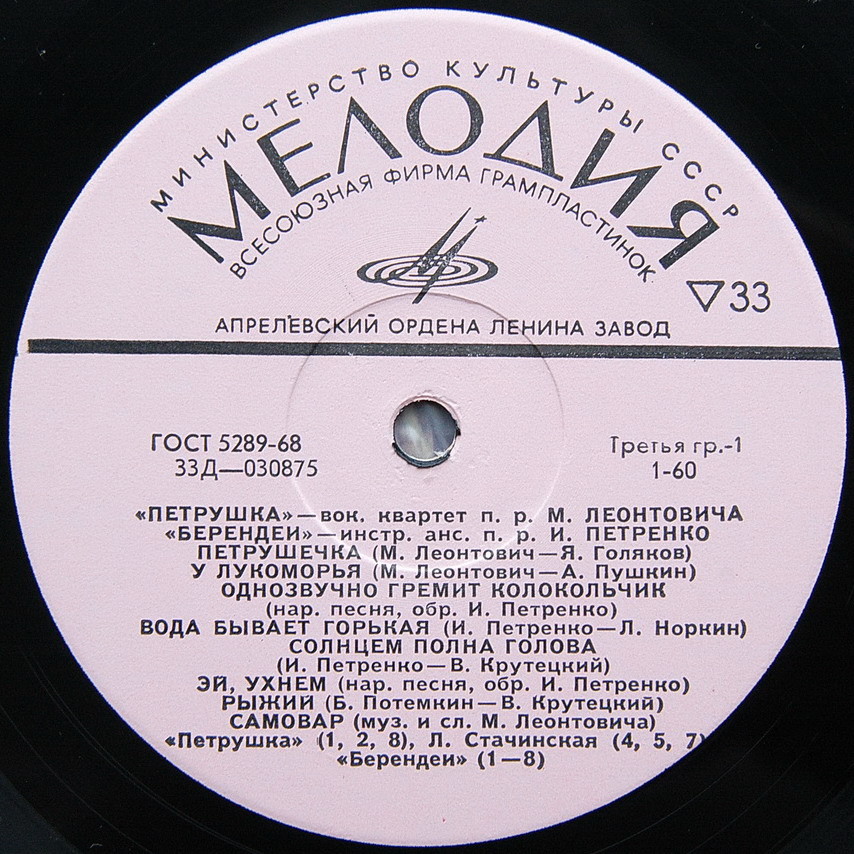 МИНИСТЕРСТВО КУЛЬТУРЫ СССР
МЕЛОДИЯ
ВСЕСОЮЗНАЯ ФИРМА ГРАМПЛАСТИНОК
33
АПРЕЛЕВСКИЙ ОРДЕНА ЛЕНИНА ЗАВОД
ГОСТ 5289-68
33Д—030875
Третья гр.-1
1-60
«ПЕТРУШКА»—вок. квартет п. р. М. ЛЕОНТОВИЧА
«БЕРЕНДЕИ»—инстр. анс. п. р. И. ПЕТРЕНКО
ПЕТРУШЕЧКА (М. Леонтович—Я. Голяков)
У ЛУКОМОРЬЯ (М. Леонтович—А. Пушкин)
ОДНОЗВУЧНО ГРЕМИТ КОЛОКОЛЬЧИК
(нар. песня, обр. И. Петренко)
ВОДА БЫВАЕТ ГОРЬКАЯ (И. Петренко—Л. Норкин)
СОЛНЦЕМ ПОЛНА ГОЛОВА
(И. Петренко—В. Крутецкий)
ЭЙ, УХНЕМ (нар. песня, обр. И. Петренко)
РЫЖИЙ (Б. Потемкин—В. Крутецкий)
САМОВАР (муз. и сл. М. Леонтовича)
«Петрушка» (1, 2, 8), Л. Стачинская (4, 5, 7)
«Берендеи» (1—8)